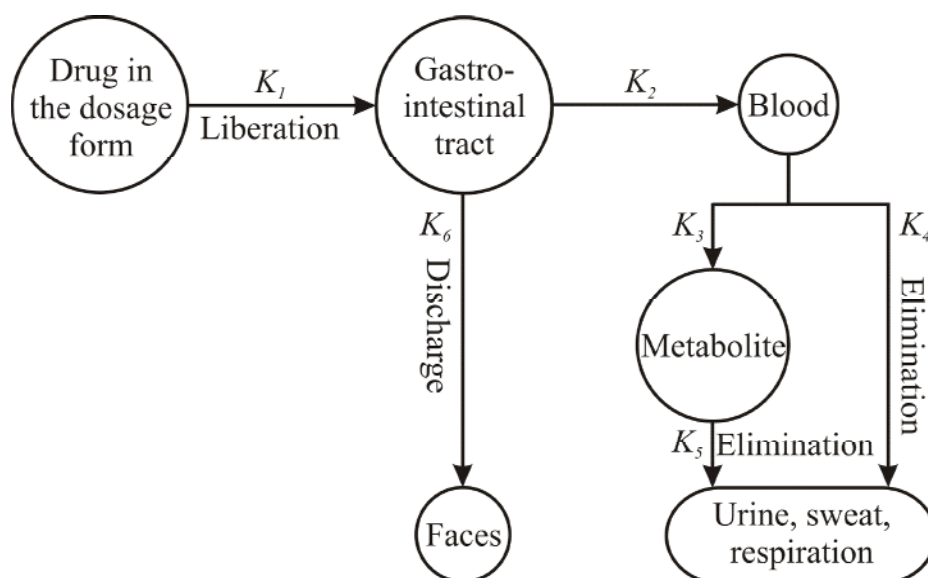 Drug in
the dosage
form
K1
Liberation
Gastro-
intestinal
tract
K2
Blood
K6
Discharge
K3
K4
Elimination
Metabolite
K5
Elimination
Faces
Urine, sweat,
respiration